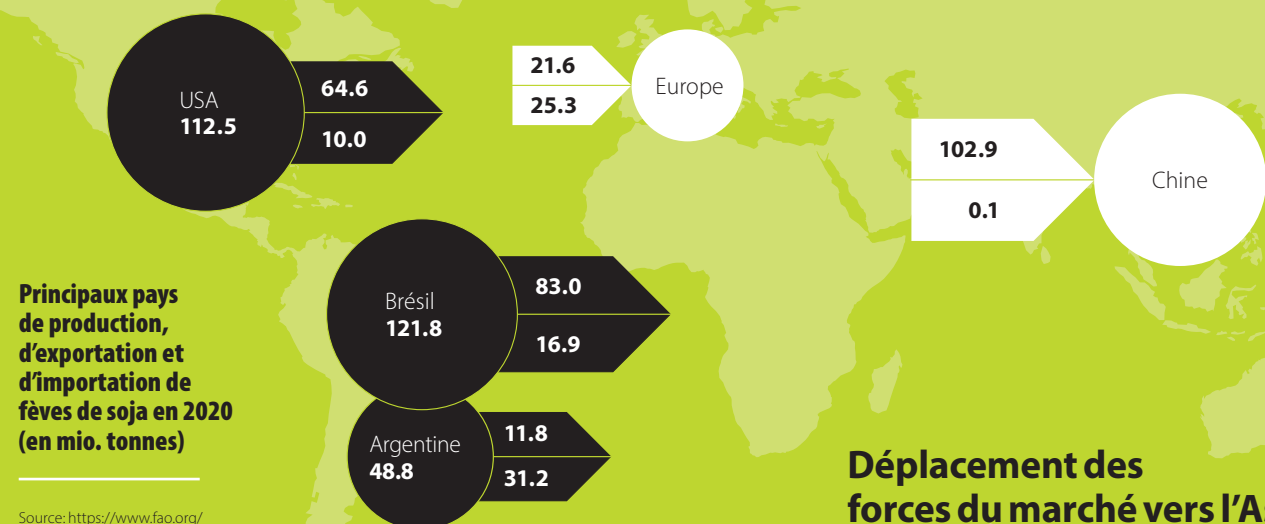 USA
112.5
64.6
10.0
21.6
25.3
Europe
102.9
0.1
Chine
Brésil
121.8
83.0
16.9
Argentine
48.8
11.8
31.2
Principaux pays
de production,
d'exportation et
d'importation de
fèves de soja en 2020
(en mio. tonnes)
Source: https://www.fao.org/
Déplacement des
forces du marché vers